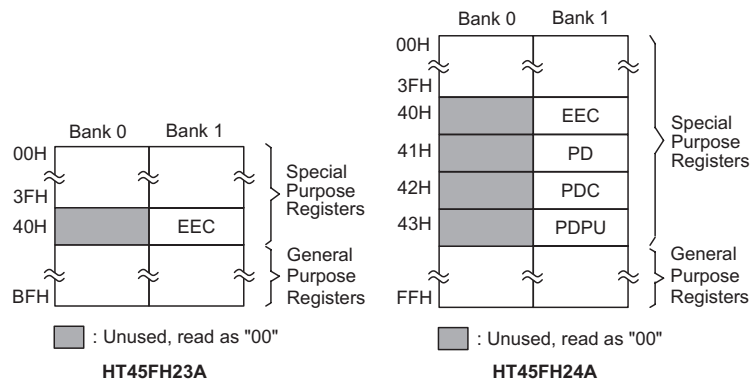 Bank 0 Bank 1
00H
3FH
40H EEC
BFH
Special
Purpose
Registers
General
Purpose
Registers
: Unused, read as "00"
HT45FH23A
Bank 0 Bank 1
00H
3FH
40H EEC
41H PD
42H PDC
43H PDPU
FFH
Special
Purpose
Registers
General
Purpose
Registers
: Unused, read as "00"
HT45FH24A